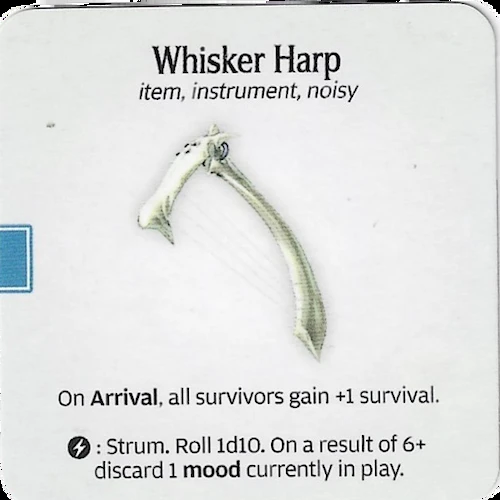 Whisker Harp
item, instrument, noisy
On Arrival, all survivors gain +1 survival.
: Strum. Roll 1d10. On a result of 6+
discard 1 mood currently in play.